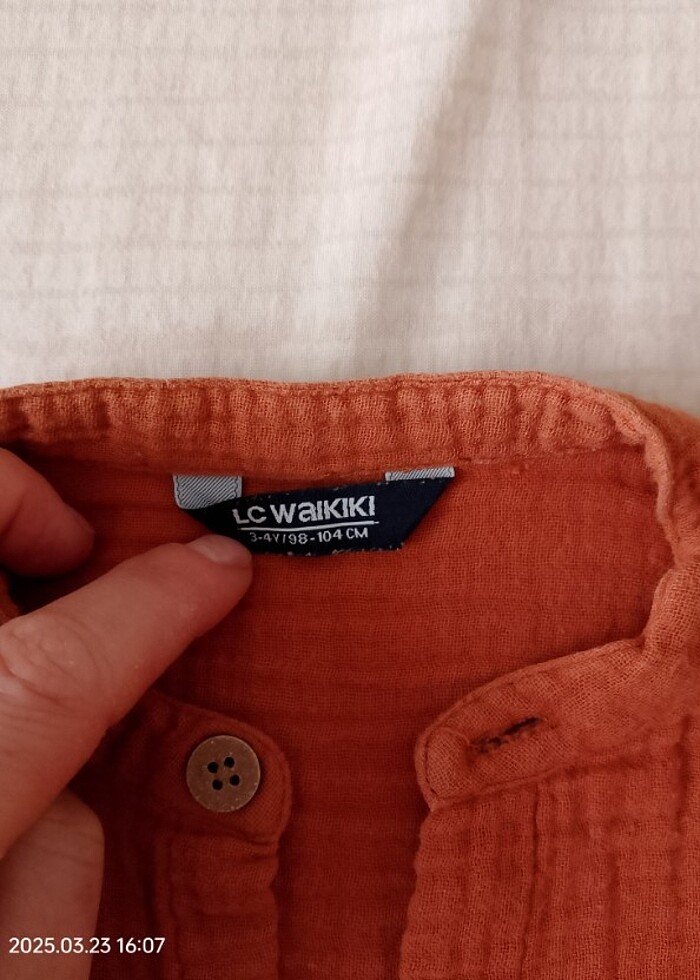 LC WAIKIKI
3-4Y/98-104 CM
2025.03.23 16:07